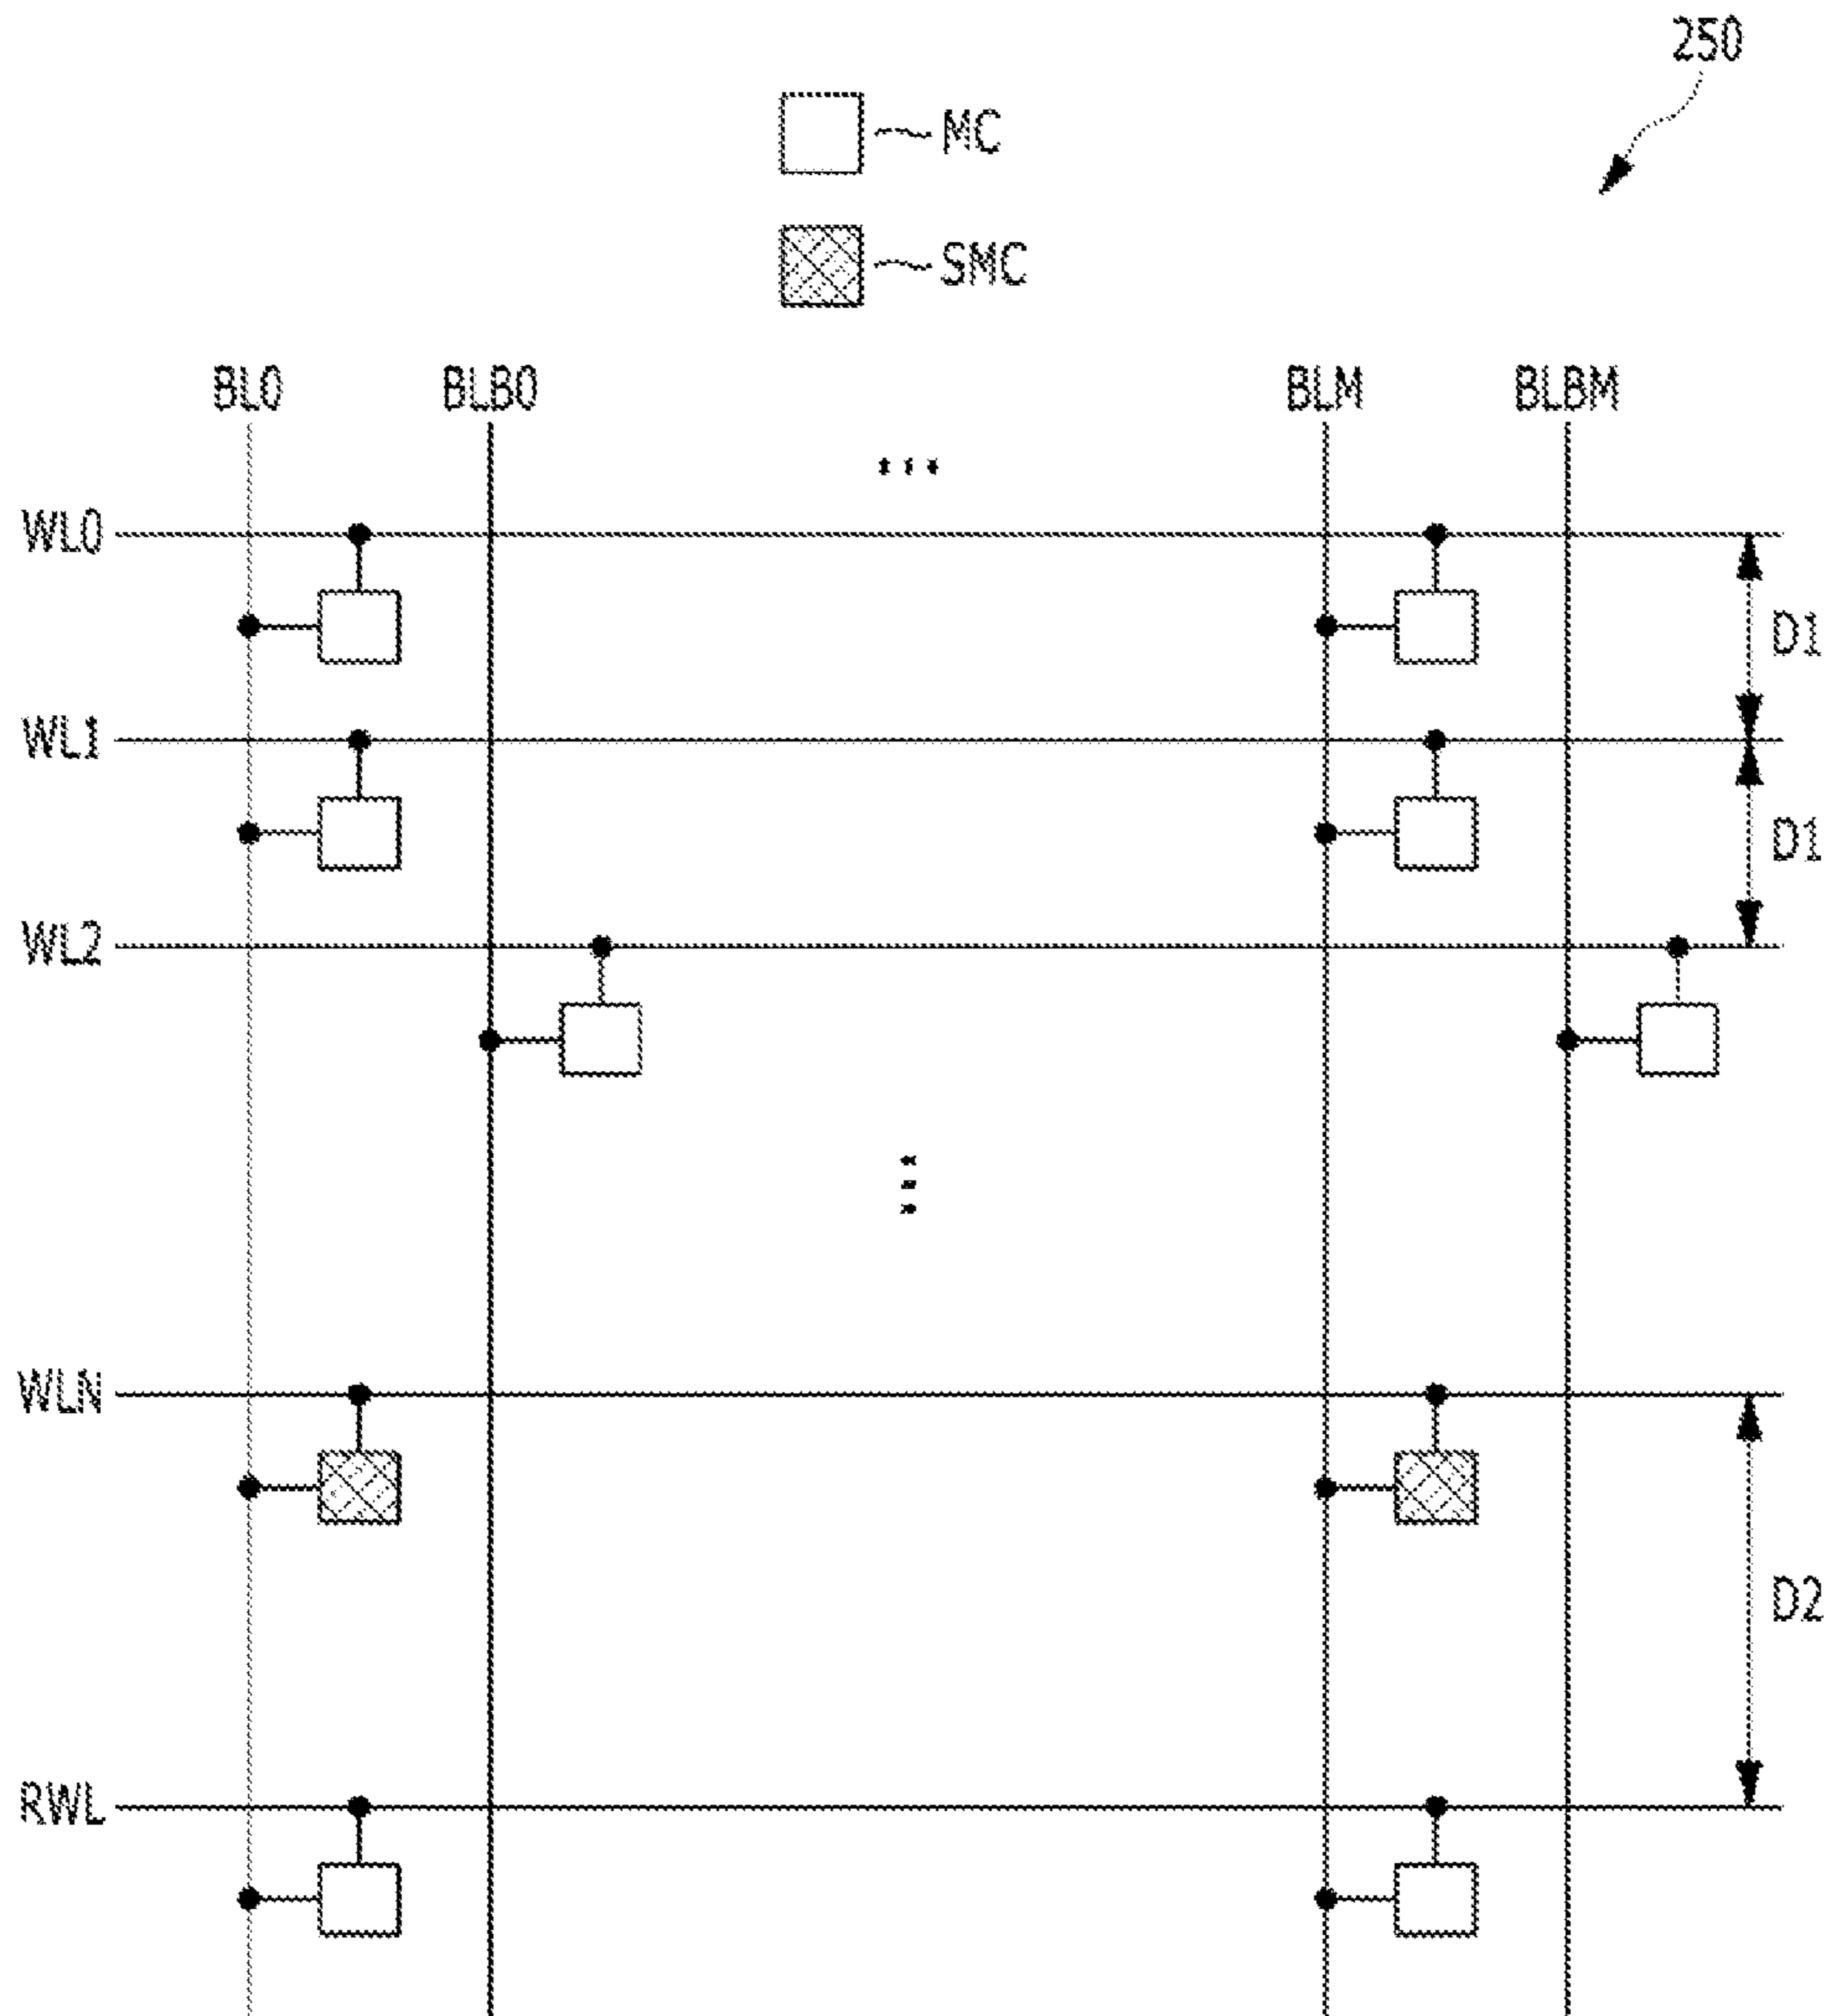 250
MC
SMC
BL0 BLB0 BLM BLBM
WL0
D1
WL1
D1
WL2
WLN
D2
RWL